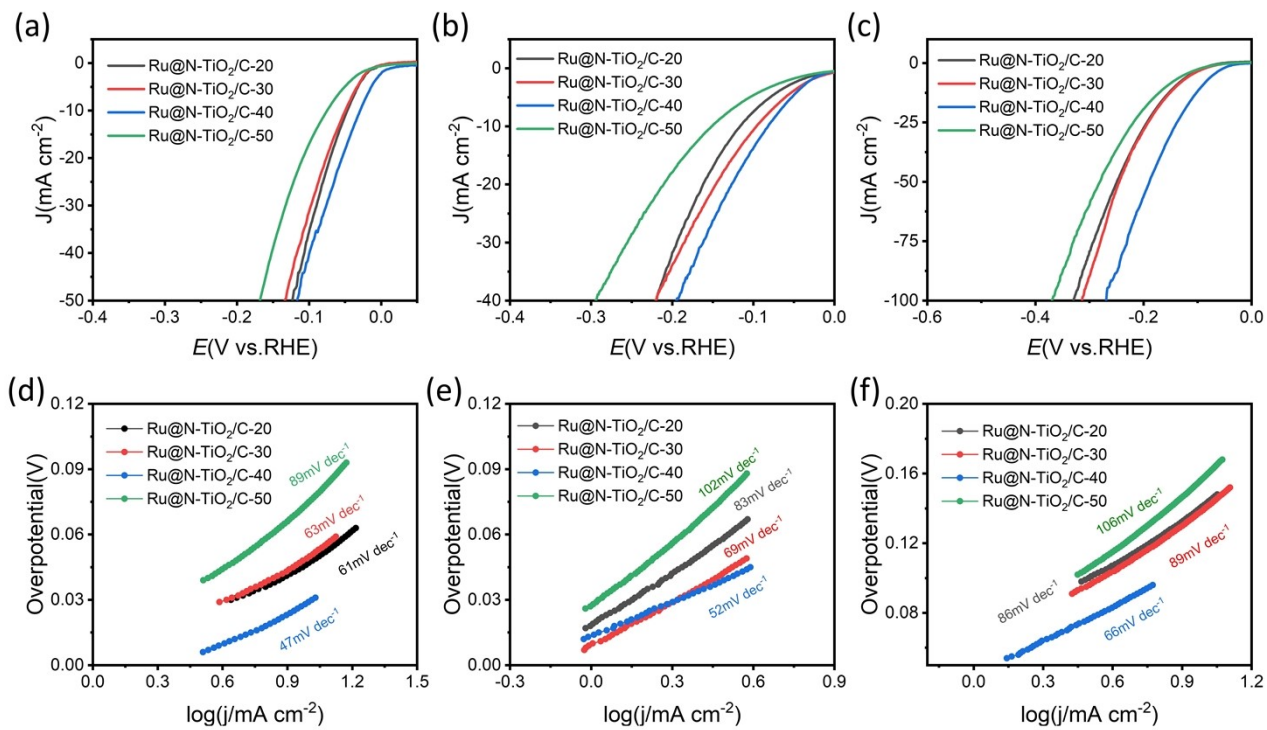 (a)
Ru@N-TiO₂/C-20
Ru@N-TiO₂/C-30
Ru@N-TiO₂/C-40
Ru@N-TiO₂/C-50
J(mA cm⁻²)
0
-10
-20
-30
-40
-50
-0.4
-0.3
-0.2
-0.1
0.0
E(V vs.RHE)
(b)
Ru@N-TiO₂/C-20
Ru@N-TiO₂/C-30
Ru@N-TiO₂/C-40
Ru@N-TiO₂/C-50
J(mA cm⁻²)
0
-10
-20
-30
-40
-0.4
-0.3
-0.2
-0.1
0.0
E(V vs.RHE)
(c)
Ru@N-TiO₂/C-20
Ru@N-TiO₂/C-30
Ru@N-TiO₂/C-40
Ru@N-TiO₂/C-50
J(mA cm⁻²)
0
-25
-50
-75
-100
-0.6
-0.4
-0.2
0.0
E(V vs.RHE)
(d)
Ru@N-TiO₂/C-20
Ru@N-TiO₂/C-30
Ru@N-TiO₂/C-40
Ru@N-TiO₂/C-50
89mV dec⁻¹
63mV dec⁻¹
61mV dec⁻¹
47mV dec⁻¹
Overpotential(V)
0.12
0.09
0.06
0.03
0.00
0.0
0.3
0.6
0.9
1.2
1.5
log(j/mA cm⁻²)
(e)
Ru@N-TiO₂/C-20
Ru@N-TiO₂/C-30
Ru@N-TiO₂/C-40
Ru@N-TiO₂/C-50
102mV dec⁻¹
83mV dec⁻¹
69mV dec⁻¹
52mV dec⁻¹
Overpotential(V)
0.12
0.09
0.06
0.03
0.00
-0.3
0.0
0.3
0.6
0.9
log(j/mA cm⁻²)
(f)
Ru@N-TiO₂/C-20
Ru@N-TiO₂/C-30
Ru@N-TiO₂/C-40
Ru@N-TiO₂/C-50
106mV dec⁻¹
89mV dec⁻¹
86mV dec⁻¹
66mV dec⁻¹
Overpotential(V)
0.20
0.16
0.12
0.08
0.0
0.3
0.6
0.9
1.2
log(j/mA cm⁻²)